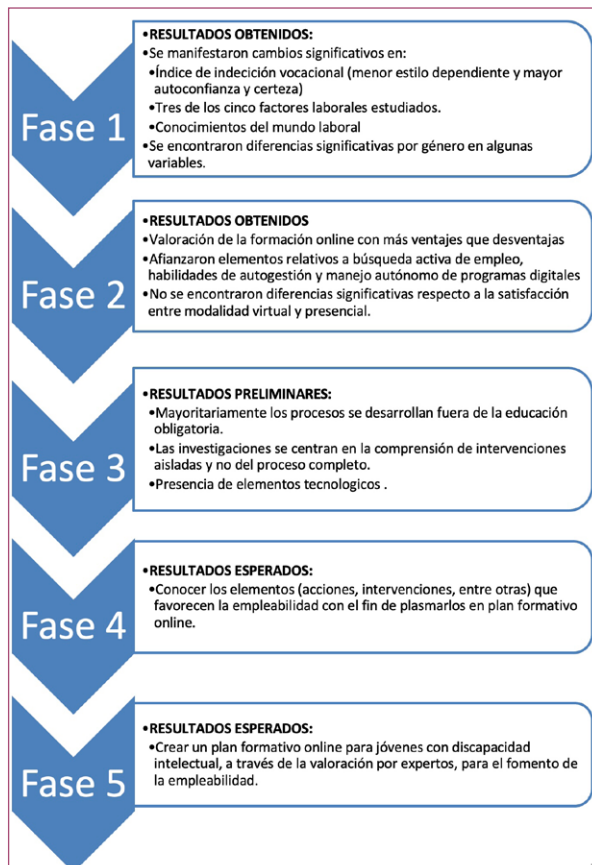 Fase 1
•RESULTADOS OBTENIDOS:
•Se manifestaron cambios significativos en:
•Índice de indecición vocacional (menor estilo dependiente y mayor
autoconfianza y certeza)
•Tres de los cinco factores laborales estudiados.
•Conocimientos del mundo laboral
•Se encontraron diferencias significativas por género en algunas
variables.
Fase 2
•RESULTADOS OBTENIDOS
•Valoración de la formación online con más ventajes que desventajas
•Afianzaron elementos relativos a búsqueda activa de empleo,
habilidades de autogestión y manejo autónomo de programas digitales
•No se encontraron diferencias significativas respecto a la satisfacción
entre modalidad virtual y presencial.
Fase 3
•RESULTADOS PRELIMINARES:
•Mayoritariamente los procesos se desarrollan fuera de la educación
obligatoria.
•Las investigaciones se centran en la comprensión de intervenciones
aisladas y no del proceso completo.
•Presencia de elementos tecnologicos .
Fase 4
•RESULTADOS ESPERADOS:
•Conocer los elementos (acciones, intervenciones, entre otras) que
favorecen la empleabilidad con el fin de plasmarlos en plan formativo
online.
Fase 5
•RESULTADOS ESPERADOS:
•Crear un plan formativo online para jóvenes con discapacidad
intelectual, a través de la valoración por expertos, para el fomento de
la empleabilidad.